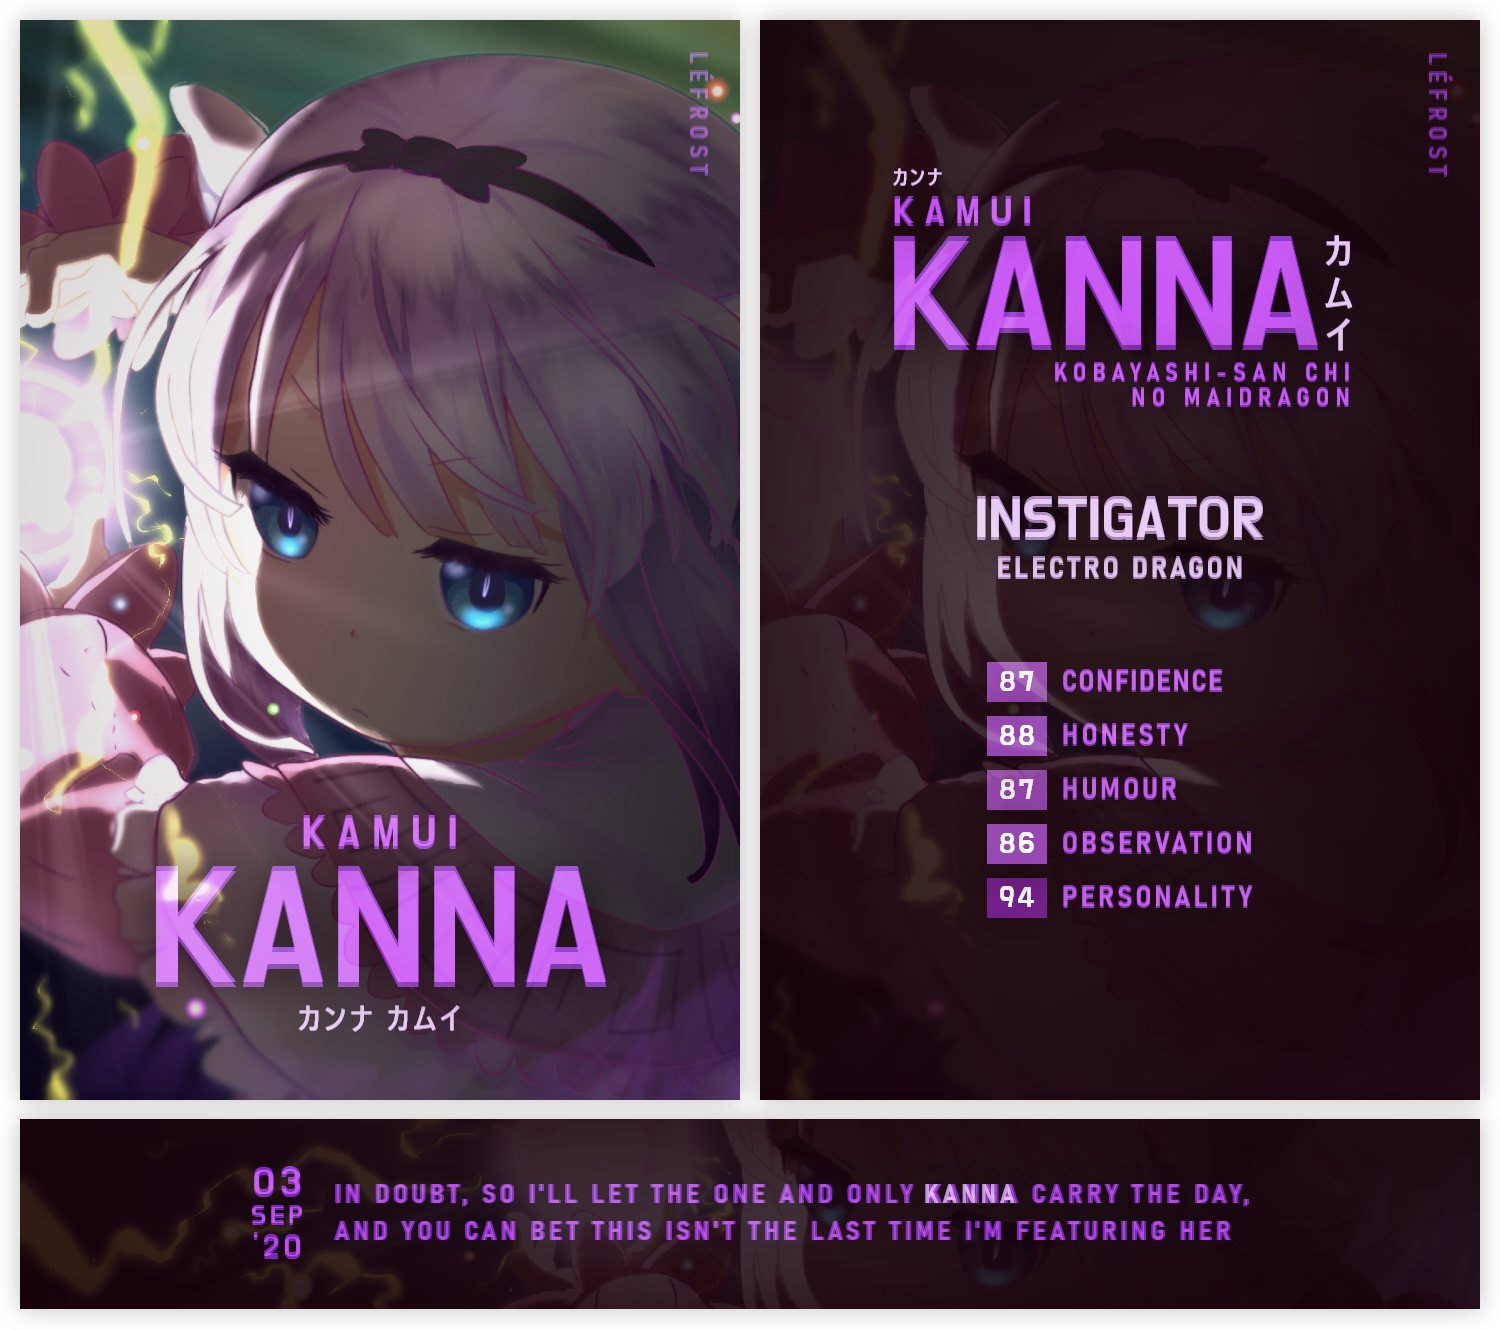 LÉFROST
KAMUI
KANNA
カンナ カムイ
LÉFROST
カンナ
KAMUI
KANNA
カムイ
KOBAYASHI-SAN CHI
NO MAIDRAGON
INSTIGATOR
ELECTRO DRAGON
87 CONFIDENCE
88 HONESTY
87 HUMOUR
86 OBSERVATION
94 PERSONALITY
03
SEP
'20
IN DOUBT, SO I'LL LET THE ONE AND ONLY KANNA CARRY THE DAY,
AND YOU CAN BET THIS ISN'T THE LAST TIME I'M FEATURING HER